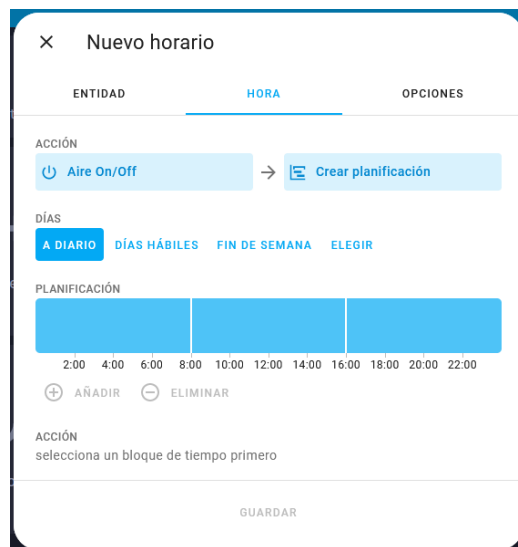 Nuevo horario
ENTIDAD HORA OPCIONES
ACCIÓN
Aire On/Off Crear planificación
DÍAS
A DIARIO DÍAS HÁBILES FIN DE SEMANA ELEGIR
PLANIFICACIÓN
2:00 4:00 6:00 8:00 10:00 12:00 14:00 16:00 18:00 20:00 22:00
AÑADIR ELIMINAR
ACCIÓN
selecciona un bloque de tiempo primero
GUARDAR